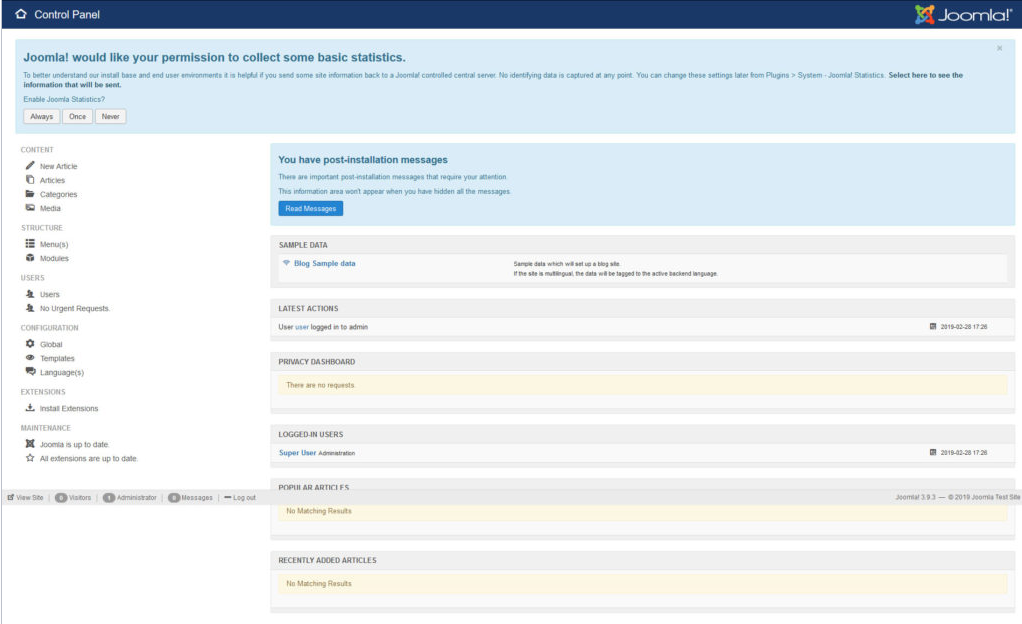 Control Panel
Joomla!®
Joomla! would like your permission to collect some basic statistics.
×
To better understand our install base and end user environments it is helpful if you send some site information back to a Joomla! controlled central server. No identifying data is captured at any point. You can change these settings later from Plugins > System - Joomla! Statistics. Select here to see the
information that will be sent.
Enable Joomla Statistics?
Always Once Never
CONTENT
New Article
Articles
Categories
Media
STRUCTURE
Menu(s)
Modules
USERS
Users
No Urgent Requests.
CONFIGURATION
Global
Templates
Language(s)
EXTENSIONS
Install Extensions
MAINTENANCE
Joomla is up to date.
All extensions are up to date.
You have post-installation messages
There are important post-installation messages that require your attention.
This information area won't appear when you have hidden all the messages.
Read Messages
SAMPLE DATA
Blog Sample data
Sample data which will set up a blog site.
If the site is multilingual, the data will be tagged to the active backend language.
LATEST ACTIONS
User user logged in to admin 2019-02-28 17:26
PRIVACY DASHBOARD
There are no requests.
LOGGED-IN USERS
Super User Administration 2019-02-28 17:26
POPULAR ARTICLES
View Site | 0 Visitors | 1 Administrator | 0 Messages | Log out
Joomla! 3.9.3 — © 2019 Joomla Test Site
No Matching Results
RECENTLY ADDED ARTICLES
No Matching Results